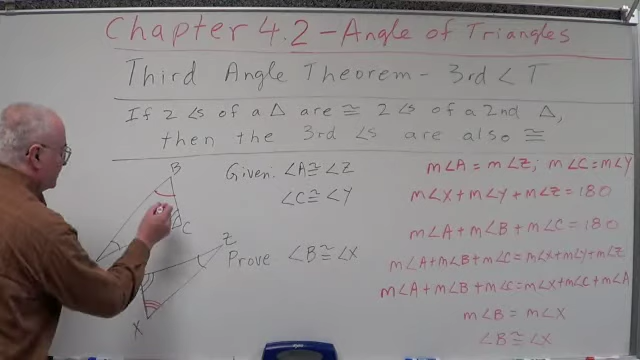 Chapter 4.2 - Angle of Triangles
Third Angle Theorem - 3rd < T
If 2 ∠s of a Δ are ≅ 2 ∠s of a 2nd Δ,
then the 3rd ∠s are also ≅
Given: ∠A ≅ ∠Z
∠C ≅ ∠Y
Prove ∠B ≅ ∠X
m∠A = m∠Z; m∠C = m∠Y
m∠X + m∠Y + m∠Z = 180
m∠A + m∠B + m∠C = 180
m∠A + m∠B + m∠C = m∠X + m∠Y + m∠Z
m∠A + m∠B + m∠C = m∠X + m∠C + m∠A
m∠B = m∠X
∠B ≅ ∠X
B
C
Z
X